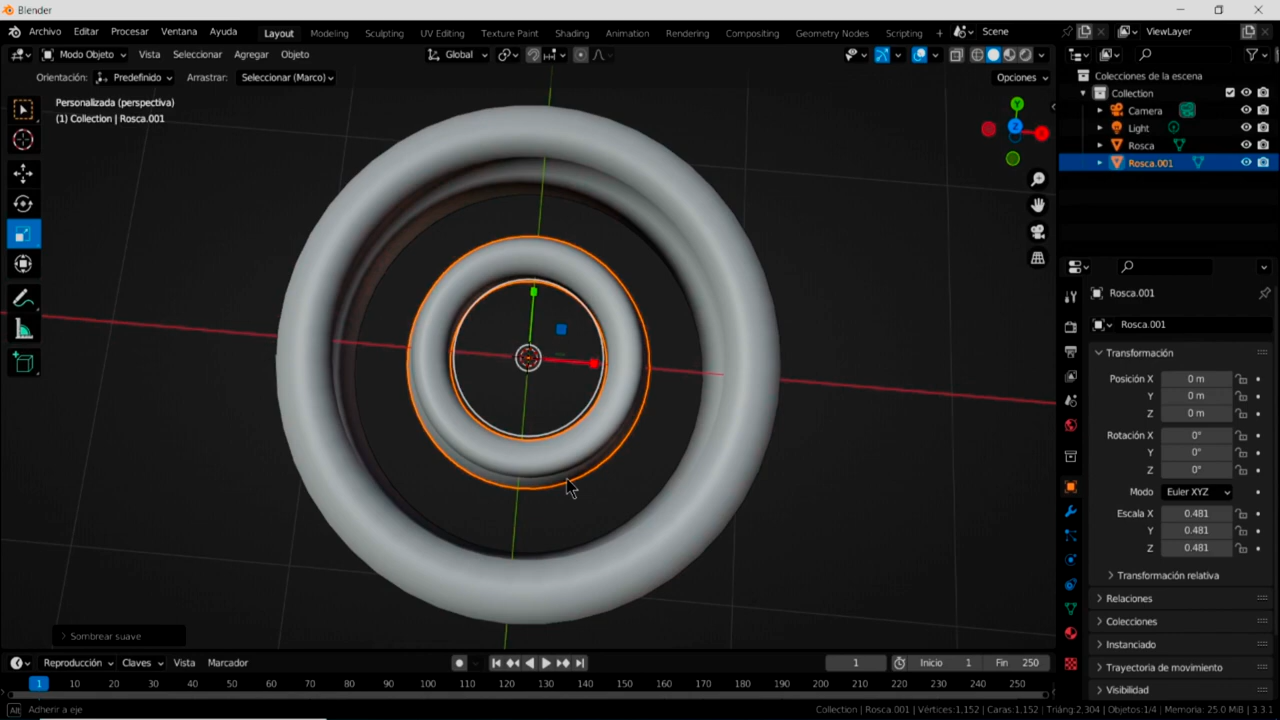 Blender
Archivo Editar Procesar Ventana Ayuda Layout Modeling Sculpting UV Editing Texture Paint Shading Animation Rendering Compositing Geometry Nodes Scripting + Scene ViewLayer
Modo Objeto Vista Seleccionar Agregar Objeto Global
Orientación: Predefinido Arrastrar: Seleccionar (Marco) Opciones
Personalizada (perspectiva)
(1) Collection | Rosca.001
Y
Z
X
Colecciones de la escena
Collection
Camera
Light
Rosca
Rosca.001
Rosca.001
Rosca.001
Transformación
Posición X 0 m
Y 0 m
Z 0 m
Rotación X 0°
Y 0°
Z 0°
Modo Euler XYZ
Escala X 0.481
Y 0.481
Z 0.481
Transformación relativa
Relaciones
Colecciones
Instanciado
Trayectoria de movimiento
Visibilidad
Sombrear suave
Reproducción Claves Vista Marcador 1 Inicio 1 Fin 250
1 10 20 30 40 50 60 70 80 90 100 110 120 130 140 150 160 170 180 190 200 210 220 230 240 250
Alt Adherir a eje Collection | Rosca.001 | Vértices:1,152 | Caras:1,152 | Triáng:2,304 | Objetos:1/4 | Memoria: 25.0 MiB | 3.3.1